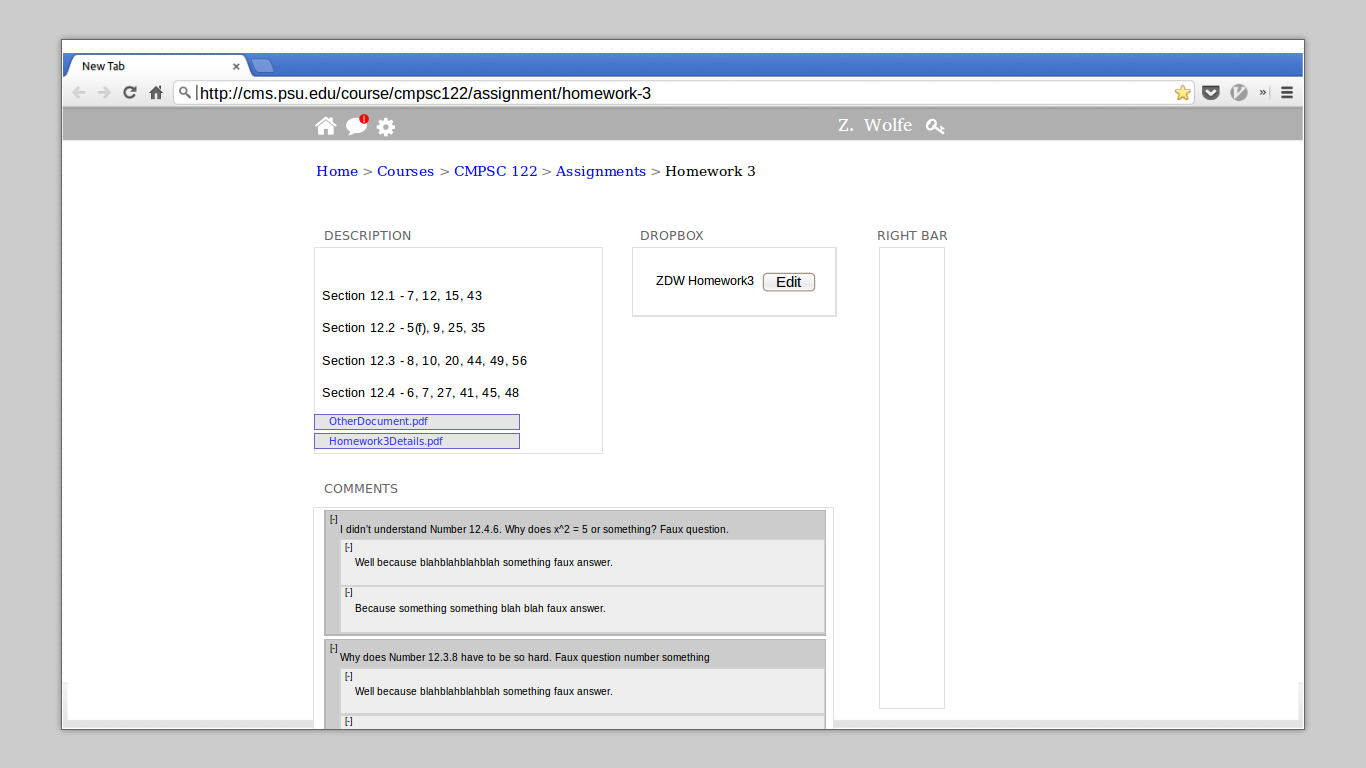 New Tab
http://cms.psu.edu/course/cmpsc122/assignment/homework-3
Z. Wolfe
Home > Courses > CMPSC 122 > Assignments > Homework 3
DESCRIPTION
Section 12.1 - 7, 12, 15, 43
Section 12.2 - 5(f), 9, 25, 35
Section 12.3 - 8, 10, 20, 44, 49, 56
Section 12.4 - 6, 7, 27, 41, 45, 48
OtherDocument.pdf
Homework3Details.pdf
DROPBOX
ZDW Homework3 Edit
RIGHT BAR
COMMENTS
[-]
I didn't understand Number 12.4.6. Why does x^2 = 5 or something? Faux question.
[-]
Well because blahblahblahblah something faux answer.
[-]
Because something something blah blah faux answer.
[-]
Why does Number 12.3.8 have to be so hard. Faux question number something
[-]
Well because blahblahblahblah something faux answer.
[-]